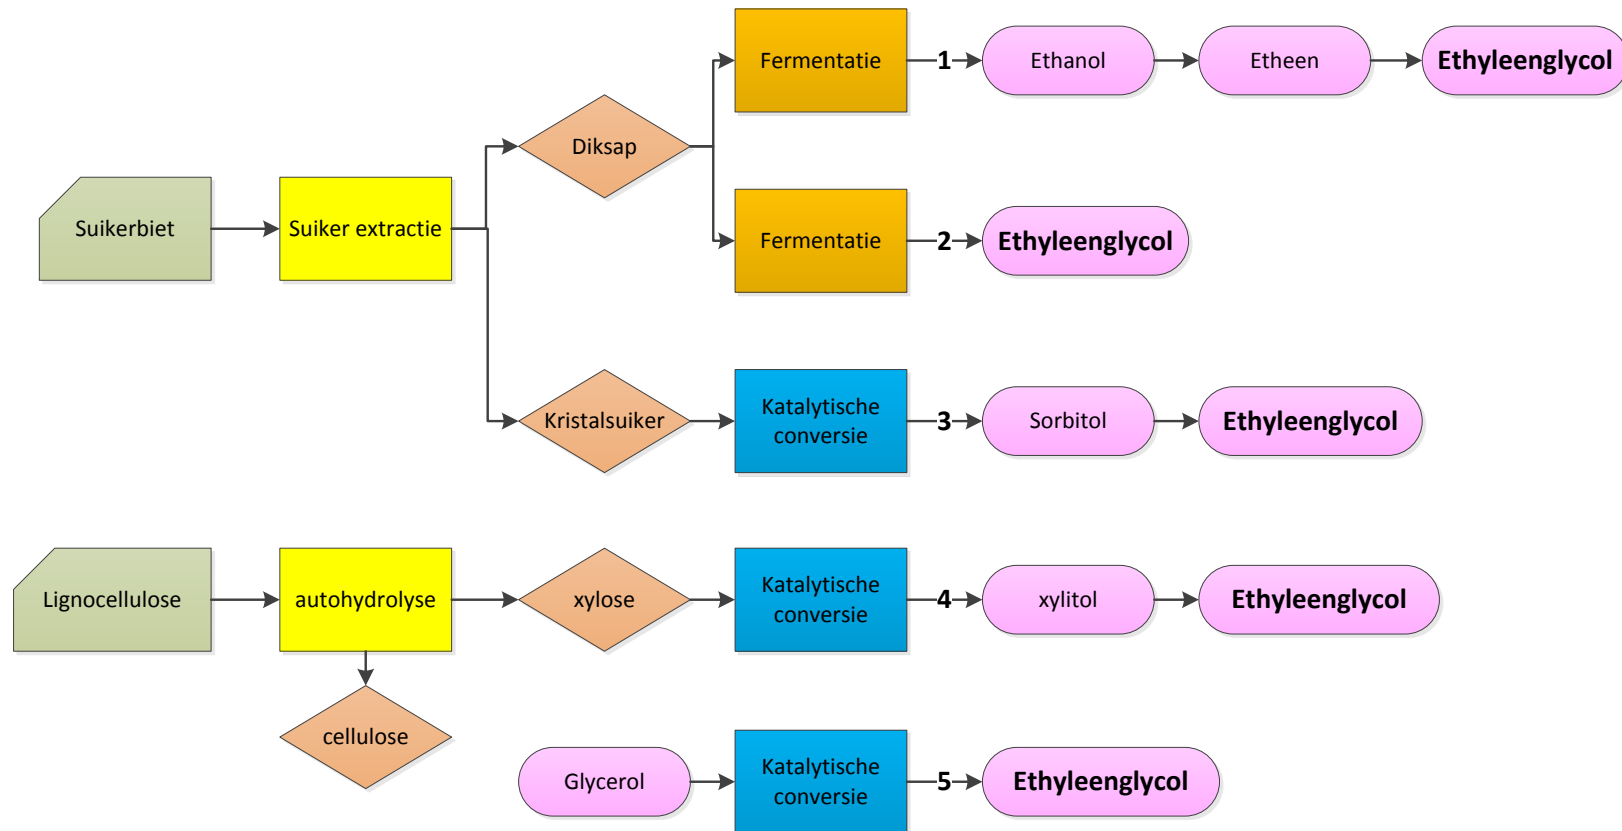 Fermentatie
1
Ethanol
Etheen
Ethyleenglycol
Diksap
Suikerbiet
Suiker extractie
Fermentatie
2
Ethyleenglycol
Kristalsuiker
Katalytische
conversie
3
Sorbitol
Ethyleenglycol
Lignocellulose
autohydrolyse
xylose
Katalytische
conversie
4
xylitol
Ethyleenglycol
cellulose
Glycerol
Katalytische
conversie
5
Ethyleenglycol